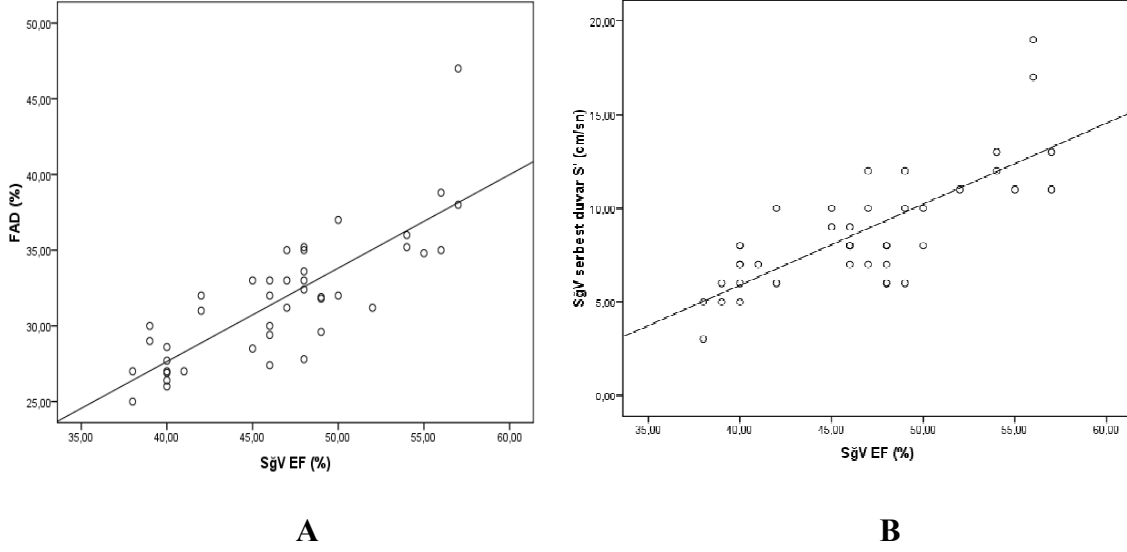 50,00
45,00
40,00
35,00
30,00
25,00
FAD (%)
35,00 40,00 45,00 50,00 55,00 60,00
SğV EF (%)
A
20,00
15,00
10,00
5,00
0,00
SğV serbest duvar S' (cm/sn)
35,00 40,00 45,00 50,00 55,00 60,00
SğV EF (%)
B